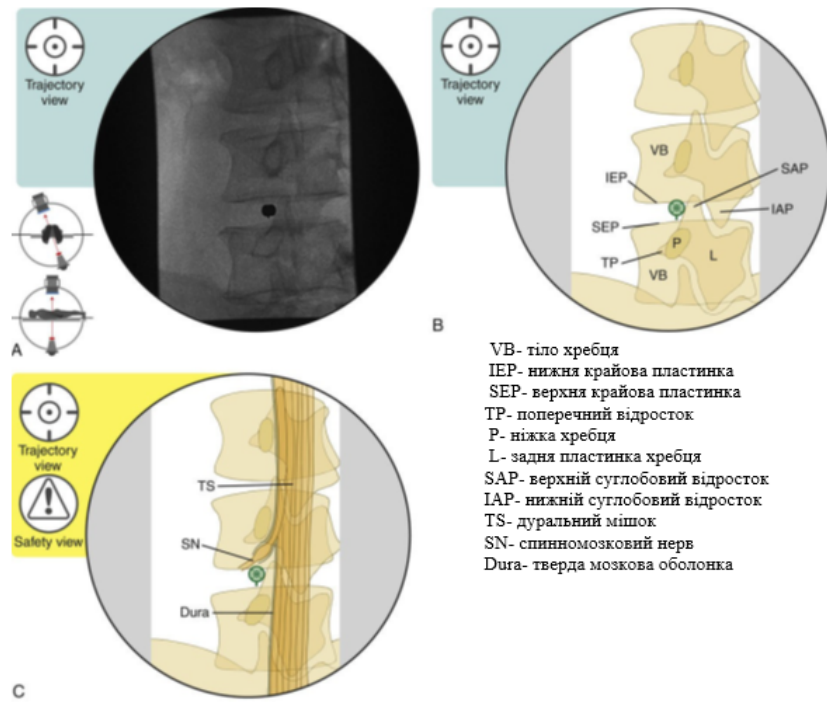 Trajectory
view
A
Trajectory
view
VB
IEP
SAP
IAP
SEP
P
TP
L
VB
B
VB- тіло хребця
IEP- нижня крайова пластинка
SEP- верхня крайова пластинка
TP- поперечний відросток
P- ніжка хребця
L- задня пластинка хребця
SAP- верхній суглобовий відросток
IAP- нижній суглобовий відросток
TS- дуральний мішок
SN- спинномозковий нерв
Dura- тверда мозкова оболонка
Trajectory
view
Safety view
TS
SN
Dura
C